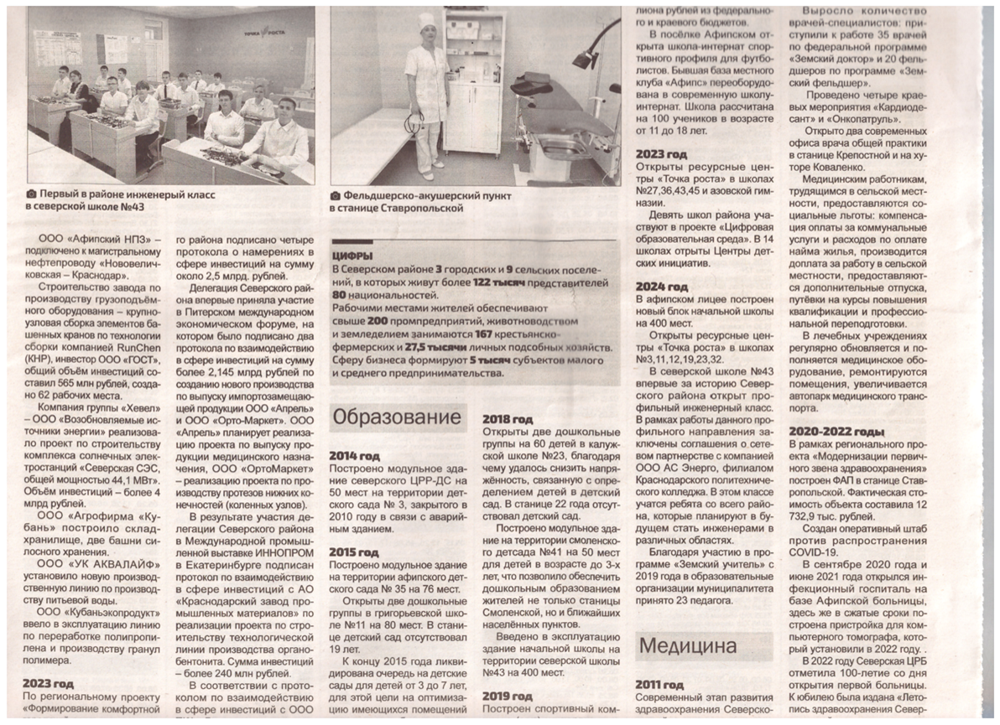 ТОЧКА РОСТА
Первый в районе инженерый класс
в северской школе №43
Фельдшерско-акушерский пункт
в станице Ставропольской
ООО «Афипский НПЗ» –
подключено к магистральному
нефтепроводу «Нововелич-
ковская – Краснодар».
Строительство завода по
производству грузоподъём-
ного оборудования – крупно-
узловая сборка элементов ба-
шенных кранов по технологии
сборки компанией RunChen
(КНР), инвестор ООО «ГОСТ»,
общий объём инвестиций со-
ставил 565 млн рублей, созда-
но 62 рабочих места.
Компания группы «Хевел»
– ООО «Возобновляемые ис-
точники энергии» реализова-
ло проект по строительству
комплекса солнечных элек-
тростанций «Северская СЭС,
общей мощностью 44,1 МВт».
Объём инвестиций – более 4
млрд рублей.
ООО «Агрофирма «Ку-
бань» построило склад-
хранилище, две башни си-
лосного хранения.
ООО «УК АКВАЛАЙФ»
установило новую производ-
ственную линию по производ-
ству питьевой воды.
ООО «Кубаньэкопродукт»
ввело в эксплуатацию линию
по переработке полипропи-
лена и производству гранул
полимера.
2023 год
По региональному проекту
«Формирование комфортной
го района подписано четыре
протокола о намерениях в
сфере инвестиций на сумму
около 2,5 млрд. рублей.
Делегация Северского рай-
она впервые приняла участие
в Питерском международном
экономическом форуме, на
котором было подписано два
протокола по взаимодействию
в сфере инвестиций на сумму
более 2,145 млрд рублей по
созданию нового производства
по выпуску импортозамещаю-
щей продукции ООО «Апрель»
и ООО «Орто-Маркет». ООО
«Апрель» планирует реализа-
цию проекта по выпуску про-
дукции медицинского назна-
чения, ООО «ОртоМаркет»
– реализацию проекта по про-
изводству протезов нижних ко-
нечностей (коленных узлов).
В результате участия де-
легации Северского района
в Международной промыш-
ленной выставке ИННОПРОМ
в Екатеринбурге подписан
протокол по взаимодействию
в сфере инвестиций с АО
«Краснодарский завод про-
мышленных материалов» по
реализации проекта по стро-
ительству технологической
линии производства органо-
бентонита. Сумма инвестиций
– более 240 млн рублей.
В соответствии с прото-
колом по взаимодействию
в сфере инвестиций с ООО
ЦИФРЫ
В Северском районе 3 городских и 9 сельских поселе-
ний, в которых живут более 122 тысяч представителей
80 национальностей.
Рабочими местами жителей обеспечивают
свыше 200 промпредприятий, животноводством
и земледелием занимаются 167 крестьянско-
фермерских и 27,5 тысячи личных подсобных хозяйств.
Сферу бизнеса формируют 5 тысяч субъектов малого
и среднего предпринимательства.
Образование
2014 год
Построено модульное зда-
ние северского ЦРР-ДС на
50 мест на территории дет-
ского сада № 3, закрытого в
2010 году в связи с аварий-
ным зданием.
2015 год
Построено модульное здание
на территории афипского дет-
ского сада № 35 на 76 мест.
Открыты две дошкольные
группы в григорьевской шко-
ле №11 на 80 мест. В стани-
це детский сад отсутствовал
19 лет.
К концу 2015 года ликви-
дирована очередь на детские
сады для детей от 3 до 7 лет,
для этой цели на оптимиза-
цию имеющихся помещений
2018 год
Открыты две дошкольные
группы на 60 детей в калуж-
ской школе №23, благодаря
чему удалось снизить напря-
жённость, связанную с опре-
делением детей в детский
сад. В станице 22 года отсут-
ствовал детский сад.
Построено модульное зда-
ние на территории смоленско-
го детсада №41 на 50 мест
для детей в возрасте до 3-х
лет, что позволило обеспечить
дошкольным образованием
жителей не только станицы
Смоленской, но и ближайших
населённых пунктов.
Введено в эксплуатацию
здание начальной школы на
территории северской школы
№43 на 400 мест.
2019 год
Построен спортивный ком-
лиона рублей из федерально-
го и краевого бюджетов.
В посёлке Афипском от-
крыта школа-интернат спор-
тивного профиля для футбо-
листов. Бывшая база местного
клуба «Афипс» переоборудо-
вана в современную школу-
интернат. Школа рассчитана
на 100 учеников в возрасте
от 11 до 18 лет.
2023 год
Открыты ресурсные цен-
тры «Точка роста» в школах
№27,36,43,45 и азовской гим-
назии.
Девять школ района уча-
ствуют в проекте «Цифровая
образовательная среда». В 14
школах отрыты Центры дет-
ских инициатив.
2024 год
В афипском лицее построен
новый блок начальной школы
на 400 мест.
Открыты ресурсные цен-
тры «Точка роста» в школах
№3,11,12,19,23,32.
В северской школе №43
впервые за историю Север-
ского района открыт про-
фильный инженерный класс.
В рамках работы данного про-
фильного направления за-
ключены соглашения о сете-
вом партнерстве с компанией
ООО АС Энерго, филиалом
Краснодарского политехниче-
ского колледжа. В этом классе
учатся ребята со всего райо-
на, которые планируют в бу-
дущем стать инженерами в
различных областях.
Благодаря участию в про-
грамме «Земский учитель» с
2019 года в образовательные
организации муниципалитета
принято 23 педагога.
Медицина
2011 год
Современный этап развития
здравоохранения Северско-
Выросло количество
врачей-специалистов: при-
ступили к работе 35 врачей
по федеральной программе
«Земский доктор» и 20 фель-
дшеров по программе «Зем-
ский фельдшер».
Проведено четыре крае-
вых мероприятия «Кардиоде-
сант» и «Онкопатруль».
Открыто два современных
офиса врача общей практики
в станице Крепостной и на ху-
торе Коваленко.
Медицинским работникам,
трудящимся в сельской мест-
ности, предоставляются со-
циальные льготы: компенса-
ция оплаты за коммунальные
услуги и расходов по оплате
найма жилья, производится
доплата за работу в сельской
местности, предоставляют-
ся дополнительные отпуска,
путёвки на курсы повышения
квалификации и профессио-
нальной переподготовки.
В лечебных учреждениях
регулярно обновляется и по-
полняется медицинское обо-
рудование, ремонтируются
помещения, увеличивается
автопарк медицинского транс-
порта.
2020-2022 годы
В рамках регионального про-
екта «Модернизации первич-
ного звена здравоохранения»
построен ФАП в станице Став-
ропольской. Фактическая сто-
имость объекта составила 12
732,9 тыс. рублей.
Создан оперативный штаб
против распространения
COVID-19.
В сентябре 2020 года и
июне 2021 года открылся ин-
фекционный госпиталь на
базе Афипской больницы,
здесь же в сжатые сроки по-
строена пристройка для ком-
пьютерного томографа, кото-
рый установили в 2022 году. .
В 2022 году Северская ЦРБ
отметила 100-летие со дня
открытия первой больницы.
К юбилею была издана «Лето-
пись здравоохранения Север-